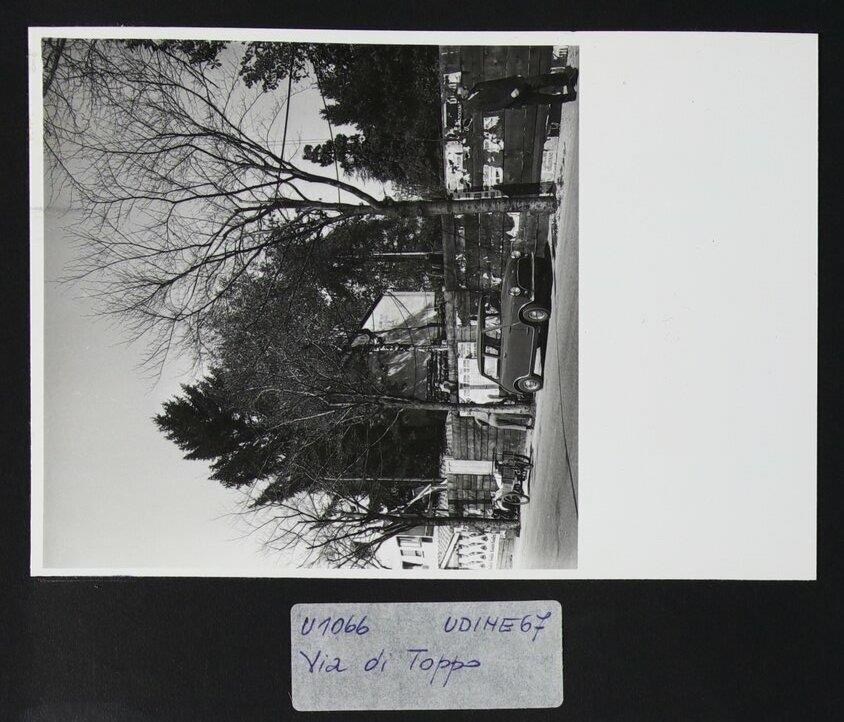 U1066 UDINE67
Via di Toppo